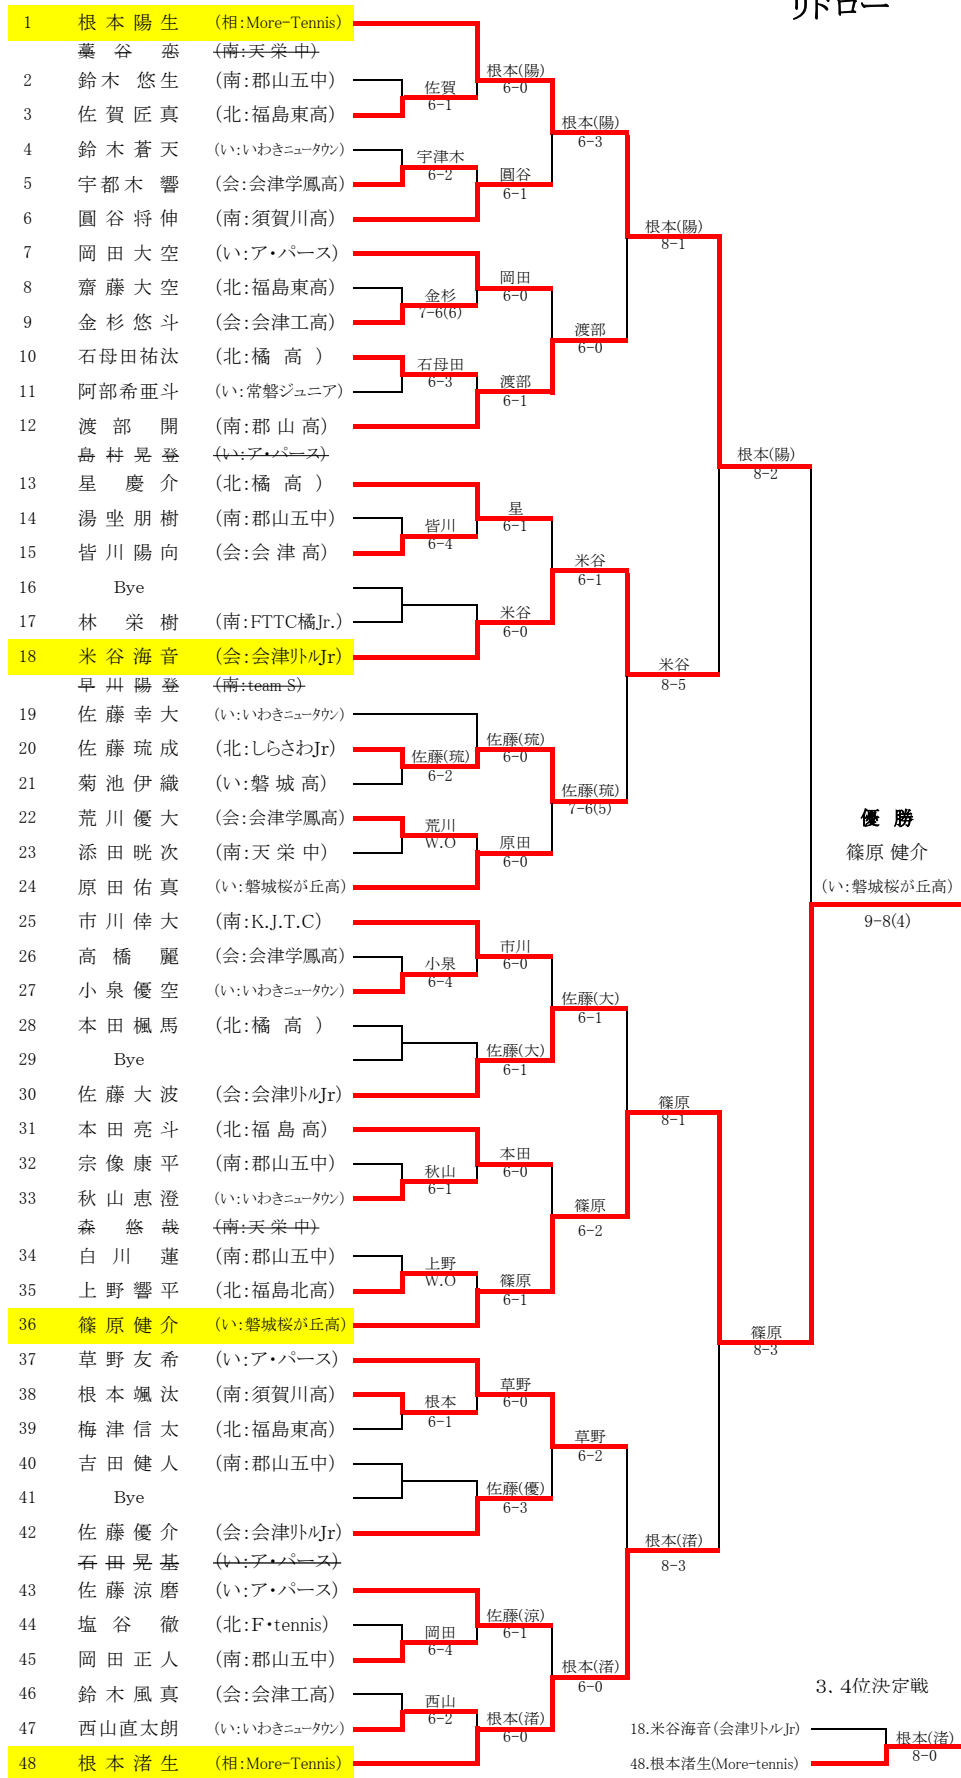 リドロー
1 根本陽生 (相:More-Tennis)
藁谷 恋 (南:天栄中)
2 鈴木 悠生 (南:郡山五中)
3 佐賀匠真 (北:福島東高)
4 鈴木蒼天 (い:いわきニュータウン)
5 宇都木 響 (会:会津学鳳高)
6 圓谷将伸 (南:須賀川高)
7 岡田大空 (い:ア・パース)
8 齋藤大空 (北:福島東高)
9 金杉悠斗 (会:会津工高)
10 石母田祐汰 (北:橘 高 )
11 阿部希亜斗 (い:常磐ジュニア)
12 渡部 開 (南:郡山高)
島村晃登 (い:ア・パース)
13 星 慶介 (北:橘 高 )
14 湯坐朋樹 (南:郡山五中)
15 皆川陽向 (会:会津高)
16 Bye
17 林 栄樹 (南:FTTC橘Jr.)
18 米谷海音 (会:会津リトルJr)
早川陽登 (南:team S)
19 佐藤幸大 (い:いわきニュータウン)
20 佐藤琉成 (北:しらさわJr)
21 菊池伊織 (い:磐城高)
22 荒川優大 (会:会津学鳳高)
23 添田晄次 (南:天栄中)
24 原田佑真 (い:磐城桜が丘高)
25 市川倖大 (南:K.J.T.C)
26 高橋 麗 (会:会津学鳳高)
27 小泉優空 (い:いわきニュータウン)
28 本田楓馬 (北:橘 高 )
29 Bye
30 佐藤大波 (会:会津リトルJr)
31 本田亮斗 (北:福島高)
32 宗像康平 (南:郡山五中)
33 秋山恵澄 (い:いわきニュータウン)
森 悠哉 (南:天栄中)
34 白川 蓮 (南:郡山五中)
35 上野響平 (北:福島北高)
36 篠原健介 (い:磐城桜が丘高)
37 草野友希 (い:ア・パース)
38 根本颯汰 (南:須賀川高)
39 梅津信太 (北:福島東高)
40 吉田健人 (南:郡山五中)
41 Bye
42 佐藤優介 (会:会津リトルJr)
石田晃基 (い:ア・パース)
43 佐藤涼磨 (い:ア・パース)
44 塩谷 徹 (北:F・tennis)
45 岡田正人 (南:郡山五中)
46 鈴木風真 (会:会津工高)
47 西山直太朗 (い:いわきニュータウン)
48 根本渚生 (相:More-Tennis)
佐賀
6-1
宇津木
6-2
金杉
7-6(6)
石母田
6-3
皆川
6-4
佐藤(琉)
6-2
荒川
W.O
小泉
6-4
秋山
6-1
上野
W.O
根本
6-1
岡田
6-4
西山
6-2
根本(陽)
6-0
圓谷
6-1
岡田
6-0
渡部
6-1
星
6-1
米谷
6-0
佐藤(琉)
6-0
原田
6-0
市川
6-0
佐藤(大)
6-1
本田
6-0
篠原
6-1
草野
6-0
佐藤(優)
6-3
佐藤(涼)
6-1
根本(渚)
6-0
根本(陽)
6-3
渡部
6-0
米谷
6-1
佐藤(琉)
7-6(5)
佐藤(大)
6-1
篠原
6-2
草野
6-2
根本(渚)
6-0
根本(陽)
8-1
米谷
8-5
篠原
8-1
根本(渚)
8-3
根本(陽)
8-2
篠原
8-3
優 勝
篠原 健介
(い:磐城桜が丘高)
9-8(4)
3．4位決定戦
18.米谷海音(会津リトルJr)
48.根本渚生(More-tennis)
根本(渚)
8-0